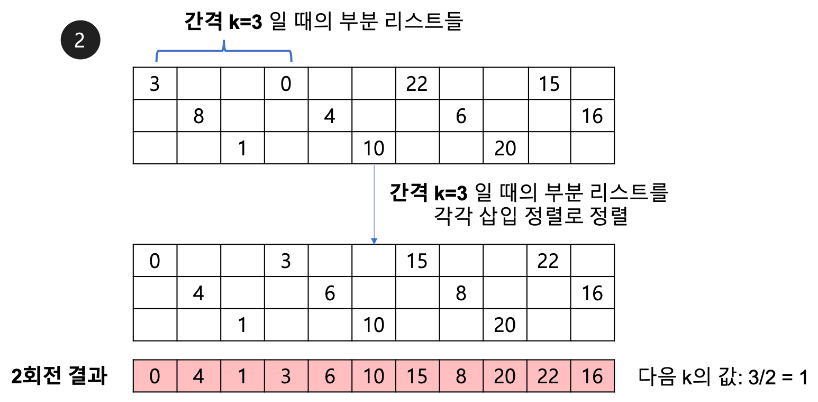 2
간격 k=3 일 때의 부분 리스트들
3 0 22 15
8 4 6 16
1 10 20
간격 k=3 일 때의 부분 리스트를
각각 삽입 정렬로 정렬
0 3 15 22
4 6 8 16
1 10 20
2회전 결과 0 4 1 3 6 10 15 8 20 22 16 다음 k의 값: 3/2 = 1